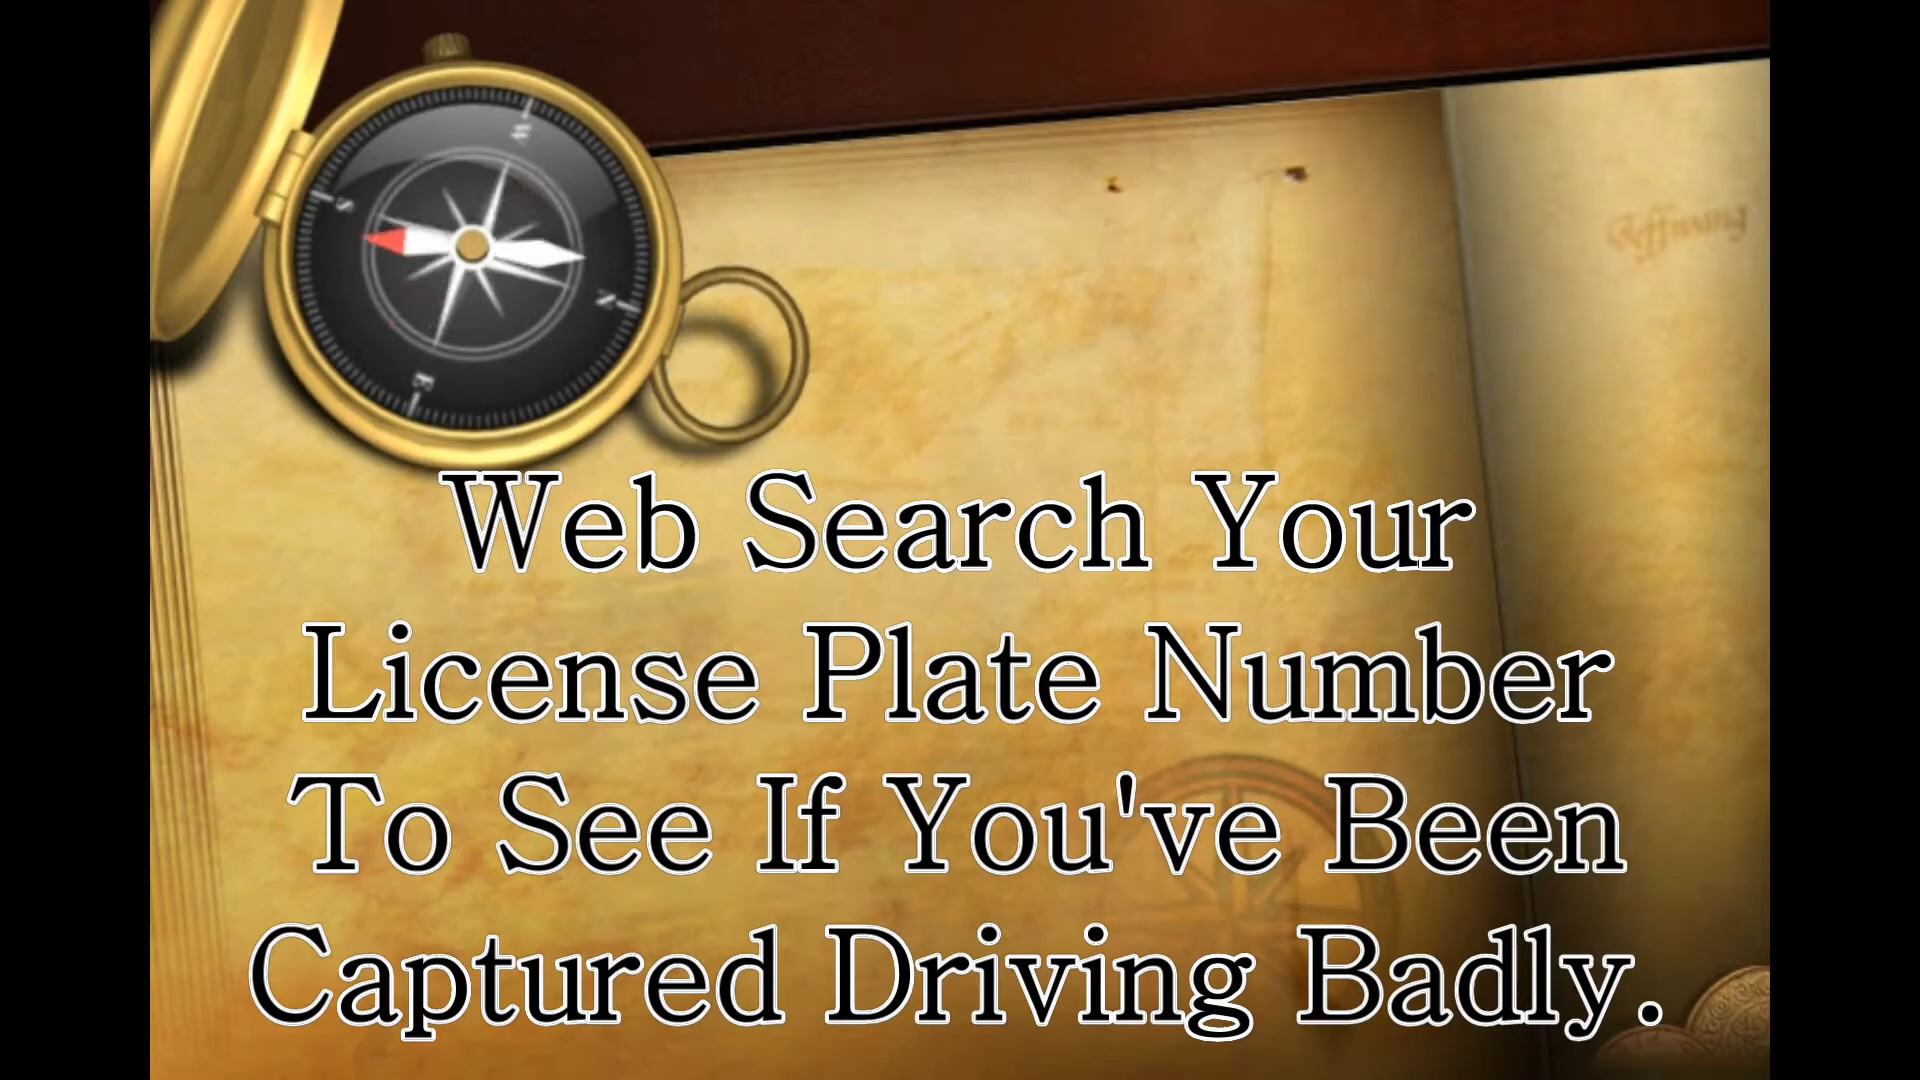 W
S
N
E
Web Search Your
License Plate Number
To See If You've Been
Captured Driving Badly.